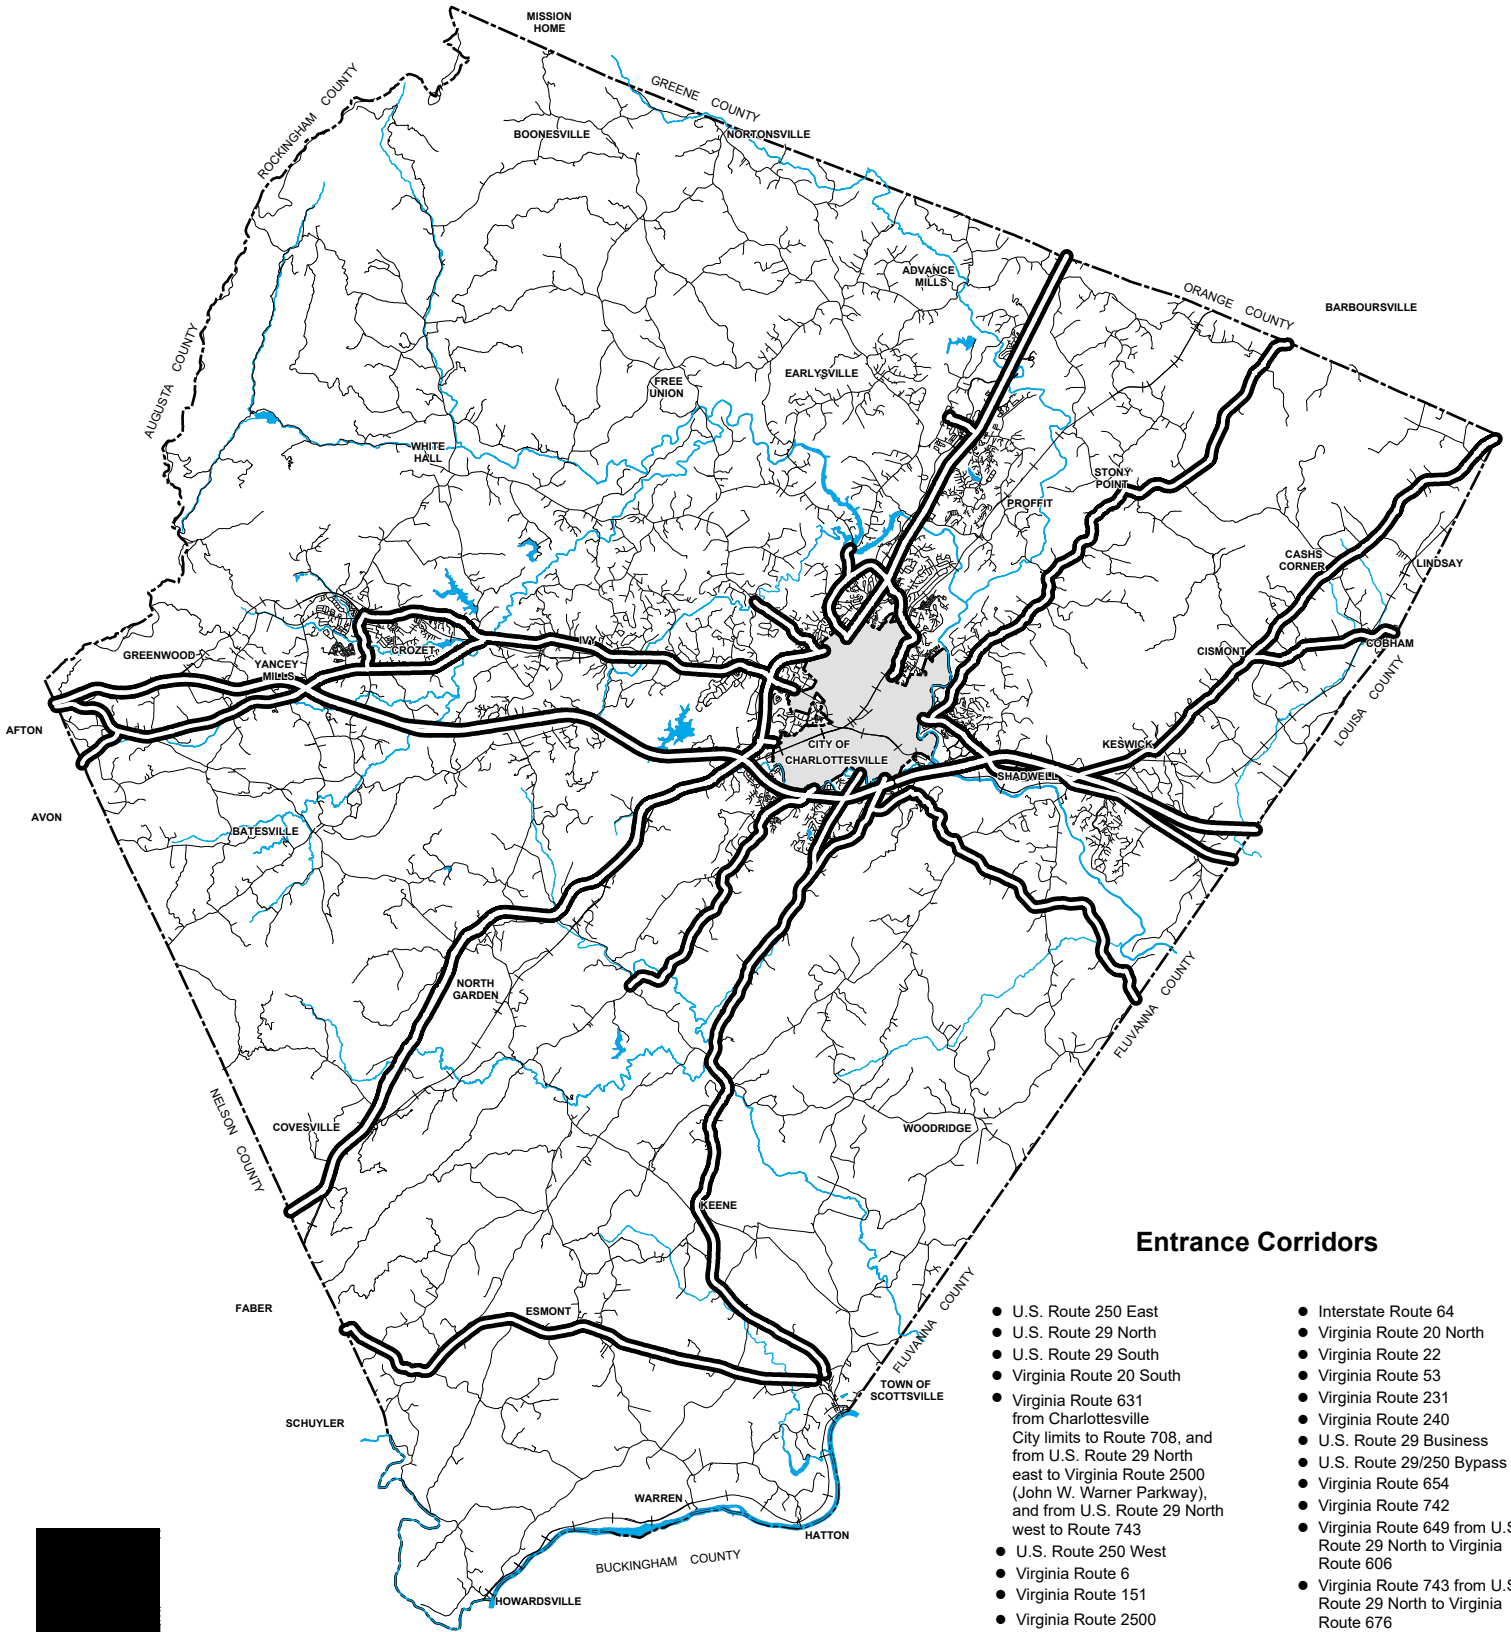 MISSION
HOME
GREENE COUNTY
ROCKINGHAM COUNTY
BOONESVILLE
NORTONSVILLE
ADVANCE
MILLS
ORANGE COUNTY
BARBOURSVILLE
AUGUSTA COUNTY
FREE
UNION
EARLYSVILLE
WHITE
HALL
STONY
POINT
PROFFIT
CASHS
CORNER
LINDSAY
GREENWOOD
YANCEY
MILLS
CROZET
IVY
CISMONT
COBHAM
LOUISA COUNTY
AFTON
CITY OF
CHARLOTTESVILLE
KESWICK
SHADWELL
AVON
BATESVILLE
NORTH
GARDEN
FLUVANNA COUNTY
NELSON COUNTY
COVESVILLE
WOODRIDGE
KEENE
FABER
ESMONT
FLUVANNA COUNTY
TOWN OF
SCOTTSVILLE
SCHUYLER
WARREN
HATTON
BUCKINGHAM COUNTY
HOWARDSVILLE
Entrance Corridors
● U.S. Route 250 East
● U.S. Route 29 North
● U.S. Route 29 South
● Virginia Route 20 South
● Virginia Route 631
from Charlottesville
City limits to Route 708, and
from U.S. Route 29 North
east to Virginia Route 2500
(John W. Warner Parkway),
and from U.S. Route 29 North
west to Route 743
● U.S. Route 250 West
● Virginia Route 6
● Virginia Route 151
● Virginia Route 2500
● Interstate Route 64
● Virginia Route 20 North
● Virginia Route 22
● Virginia Route 53
● Virginia Route 231
● Virginia Route 240
● U.S. Route 29 Business
● U.S. Route 29/250 Bypass
● Virginia Route 654
● Virginia Route 742
● Virginia Route 649 from U.S
Route 29 North to Virginia
Route 606
● Virginia Route 743 from U.S
Route 29 North to Virginia
Route 676